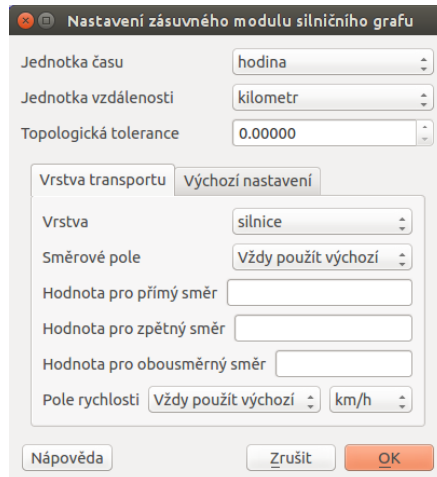 Nastavení zásuvného modulu silničního grafu
Jednotka času hodina
Jednotka vzdálenosti kilometr
Topologická tolerance 0.00000
Vrstva transportu Výchozí nastavení
Vrstva silnice
Směrové pole Vždy použít výchozí
Hodnota pro přímý směr
Hodnota pro zpětný směr
Hodnota pro obousměrný směr
Pole rychlosti Vždy použít výchozí km/h
Nápověda Zrušit OK